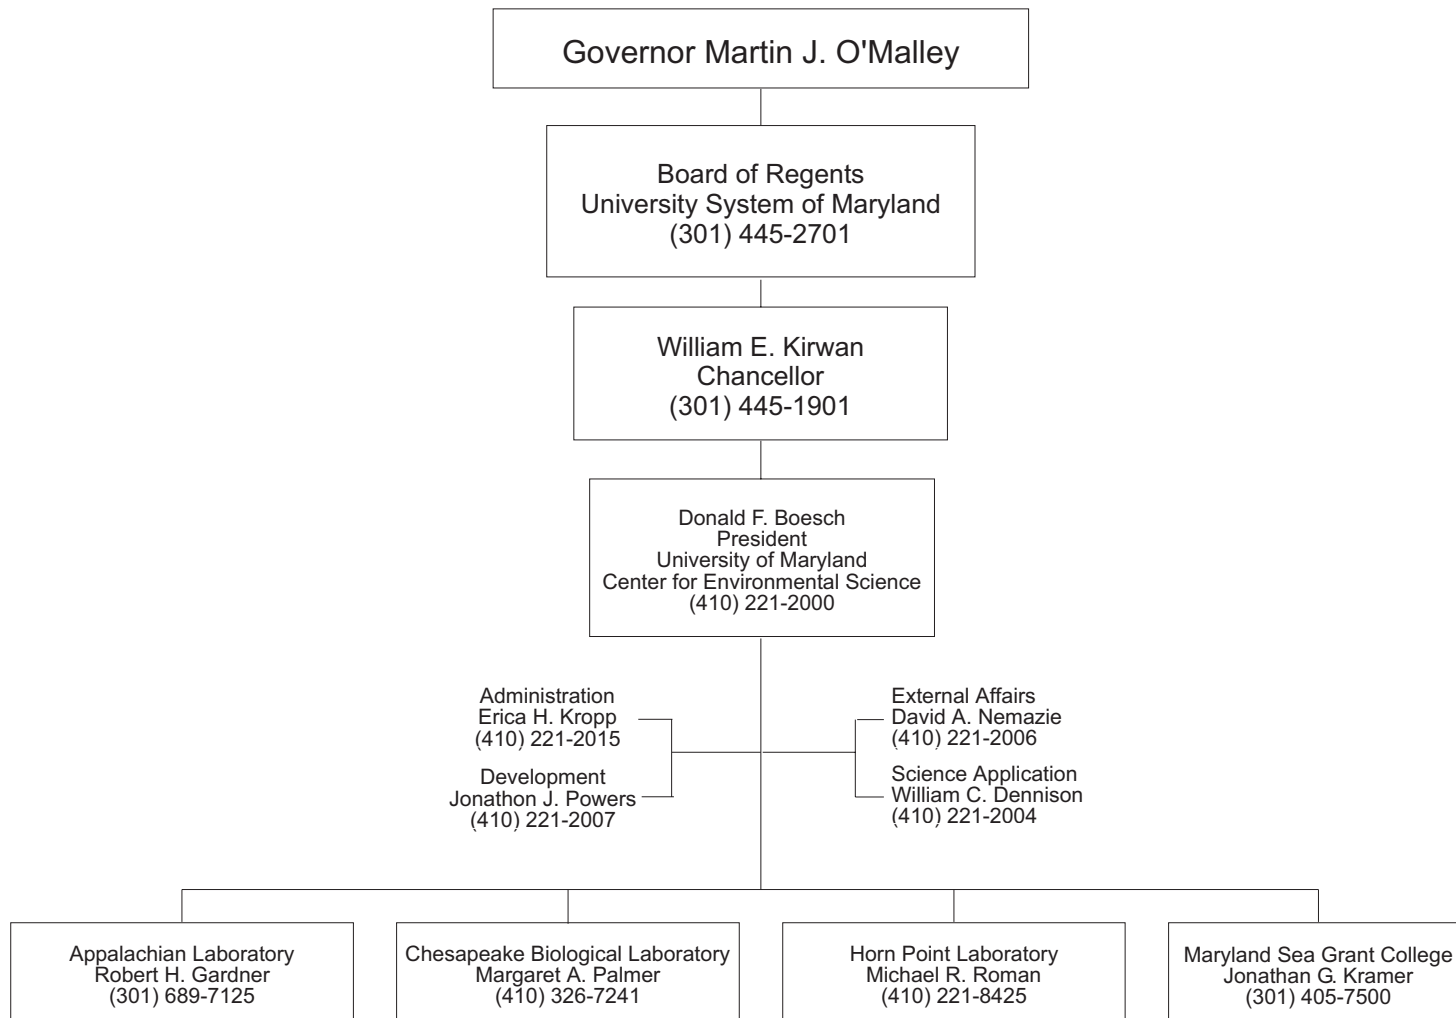 Governor Martin J. O'Malley
Board of Regents
University System of Maryland
(301) 445-2701
William E. Kirwan
Chancellor
(301) 445-1901
Donald F. Boesch
President
University of Maryland
Center for Environmental Science
(410) 221-2000
Administration
Erica H. Kropp
(410) 221-2015
Development
Jonathon J. Powers
(410) 221-2007
External Affairs
David A. Nemazie
(410) 221-2006
Science Application
William C. Dennison
(410) 221-2004
Appalachian Laboratory
Robert H. Gardner
(301) 689-7125
Chesapeake Biological Laboratory
Margaret A. Palmer
(410) 326-7241
Horn Point Laboratory
Michael R. Roman
(410) 221-8425
Maryland Sea Grant College
Jonathan G. Kramer
(301) 405-7500